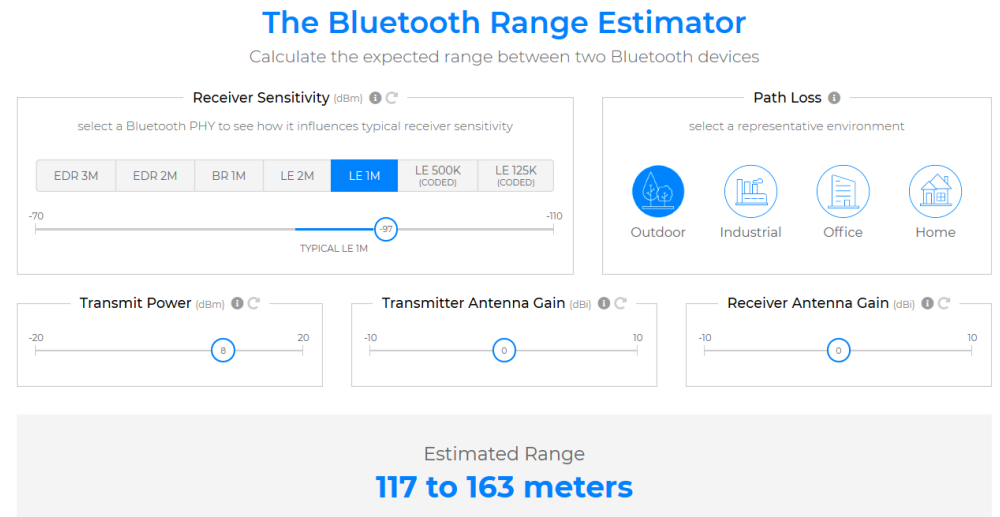 The Bluetooth Range Estimator
Calculate the expected range between two Bluetooth devices
Receiver Sensitivity (dBm)
select a Bluetooth PHY to see how it influences typical receiver sensitivity
EDR 3M
EDR 2M
BR 1M
LE 2M
LE 1M
LE 500K
(CODED)
LE 125K
(CODED)
-70
-97
-110
TYPICAL LE 1M
Path Loss
select a representative environment
Outdoor
Industrial
Office
Home
Transmit Power (dBm)
-20
8
20
Transmitter Antenna Gain (dBi)
-10
0
10
Receiver Antenna Gain (dBi)
-10
0
10
Estimated Range
117 to 163 meters